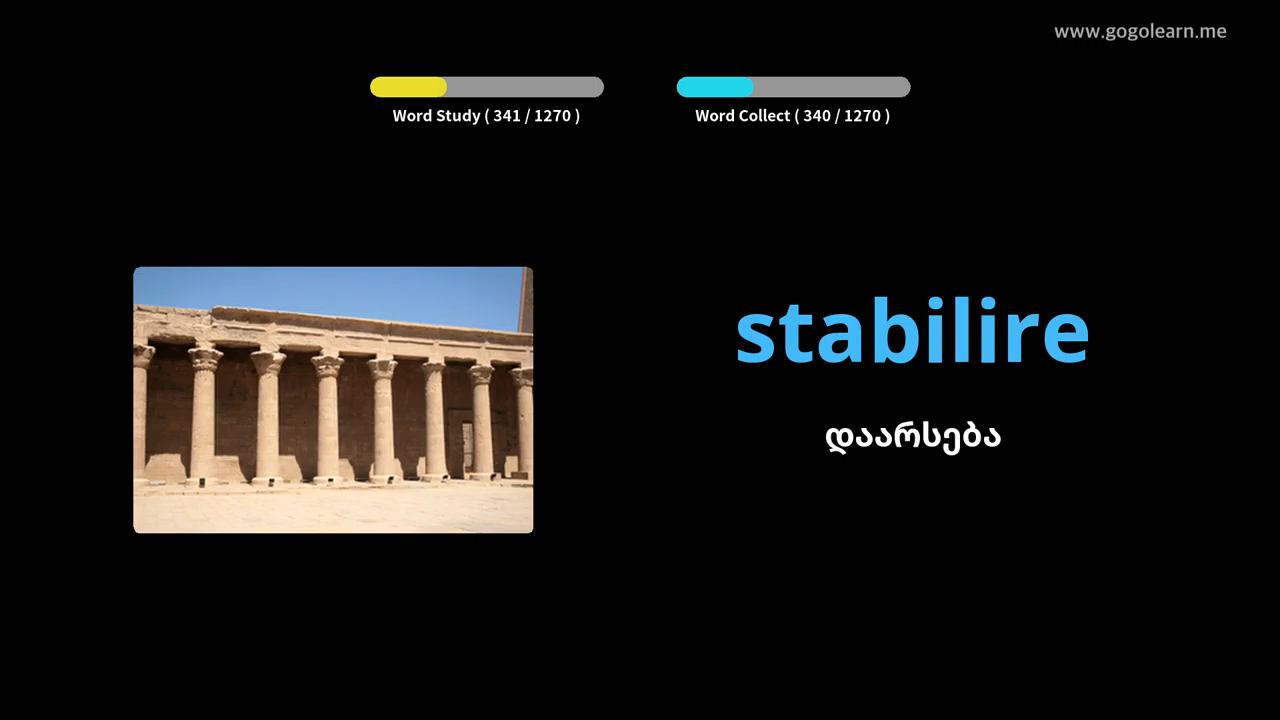 www.gogolearn.me
Word Study ( 341 / 1270 )
Word Collect ( 340 / 1270 )
stabilire
დაარსება